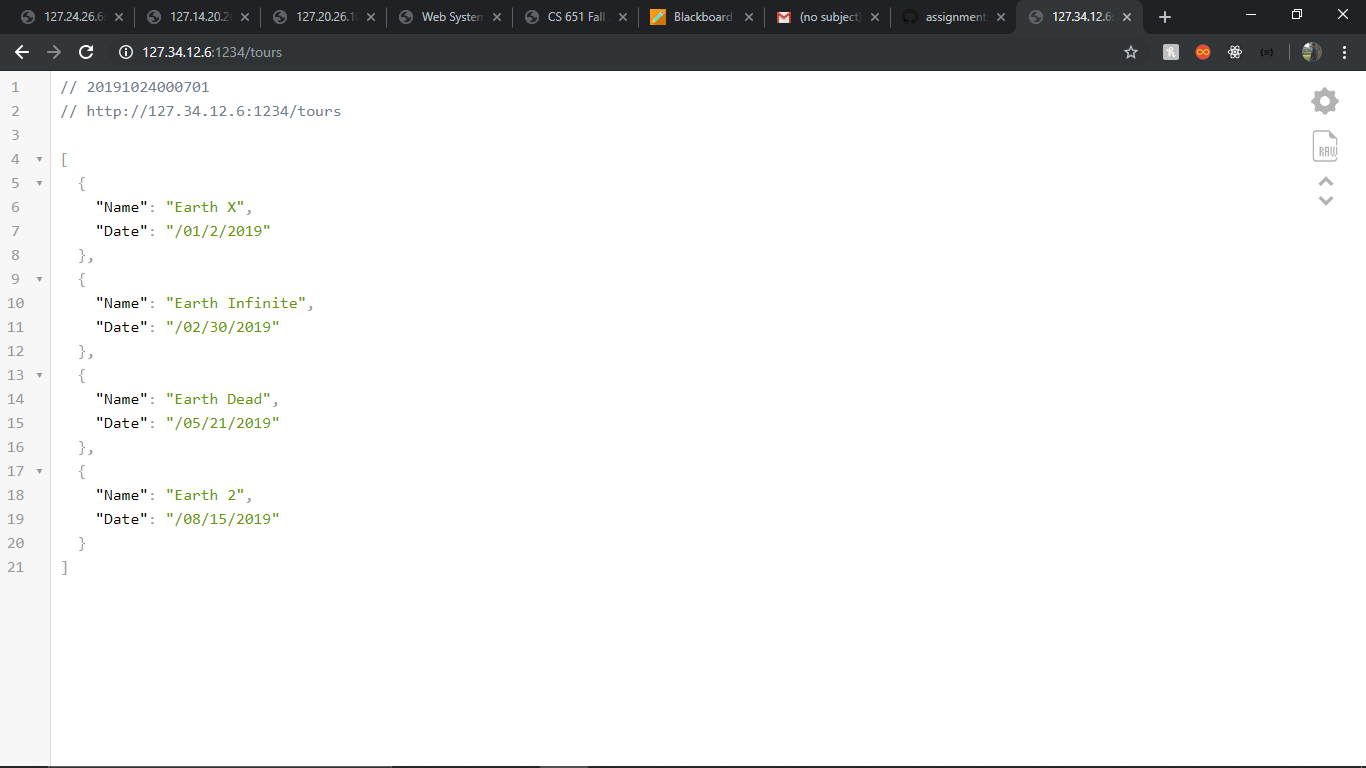 127.24.26.6: 127.14.20.2 127.20.26.1 Web System CS 651 Fall Blackboard (no subject) assignment 127.34.12.6:
127.34.12.6:1234/tours
1 // 20191024000701
2 // http://127.34.12.6:1234/tours
3
4 [
5 {
6 "Name": "Earth X",
7 "Date": "/01/2/2019"
8 },
9 {
10 "Name": "Earth Infinite",
11 "Date": "/02/30/2019"
12 },
13 {
14 "Name": "Earth Dead",
15 "Date": "/05/21/2019"
16 },
17 {
18 "Name": "Earth 2",
19 "Date": "/08/15/2019"
20 }
21 ]
RAW